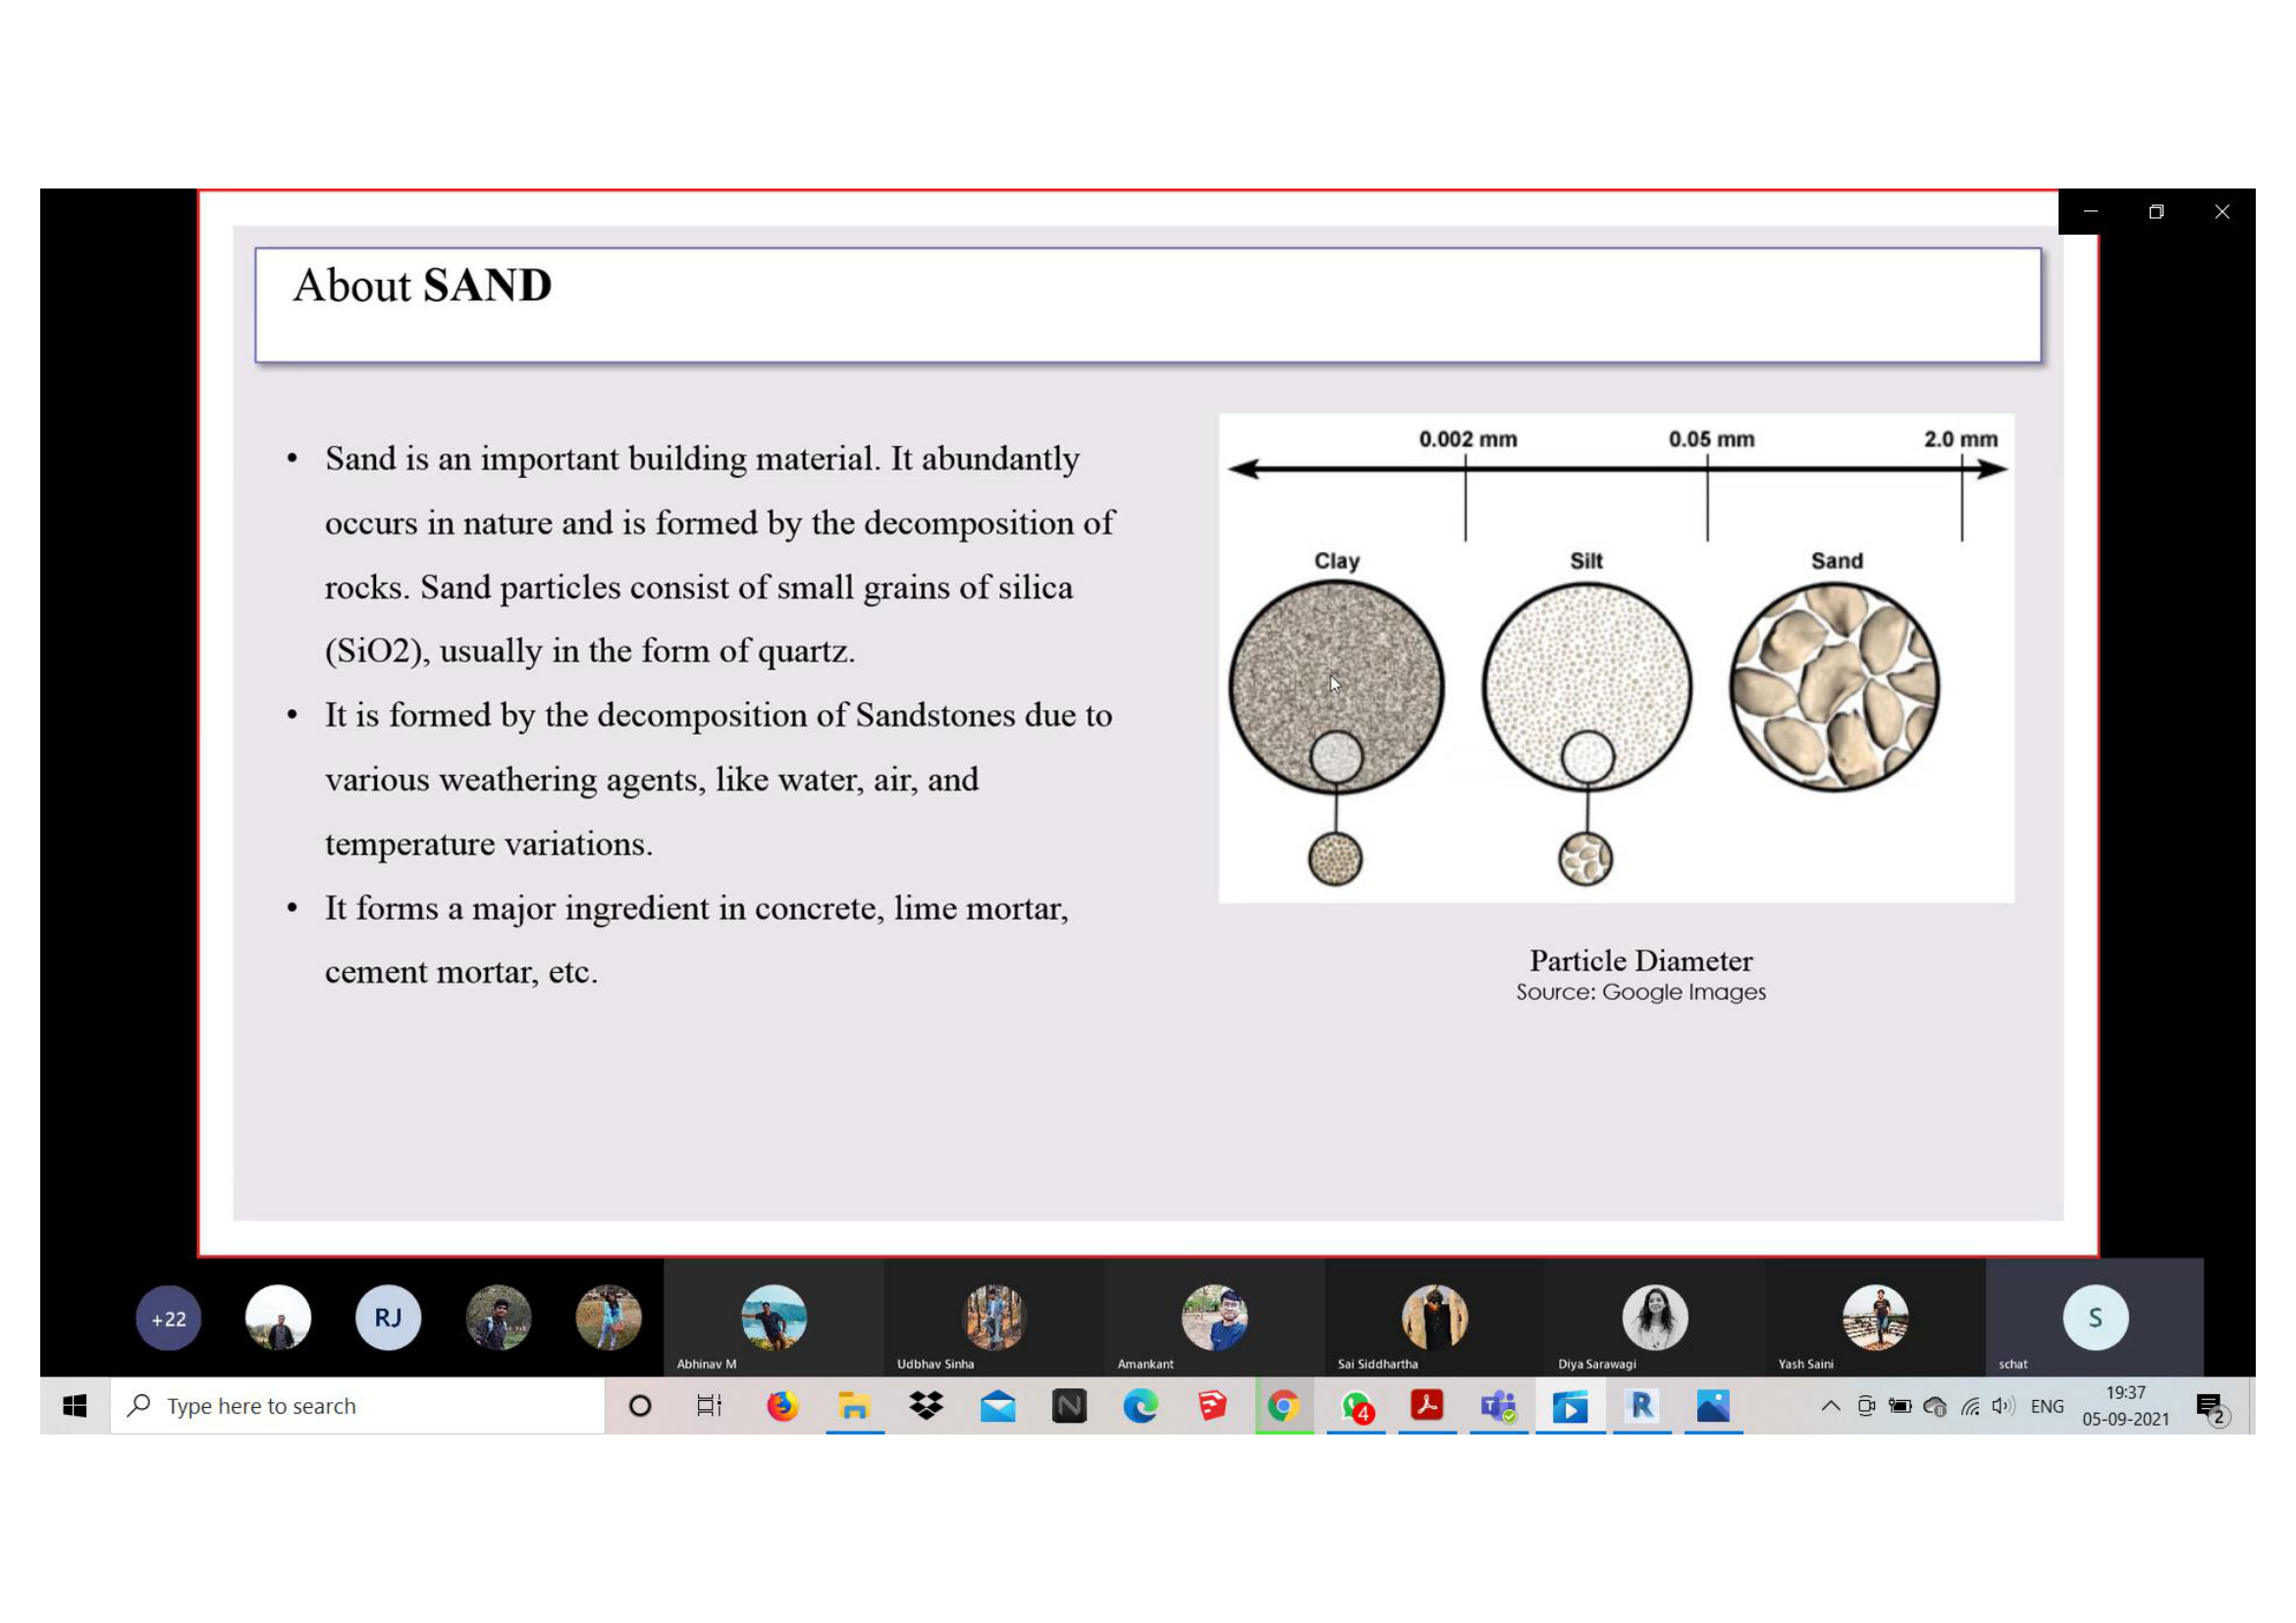 About SAND
• Sand is an important building material. It abundantly
occurs in nature and is formed by the decomposition of
rocks. Sand particles consist of small grains of silica
(SiO2), usually in the form of quartz.
• It is formed by the decomposition of Sandstones due to
various weathering agents, like water, air, and
temperature variations.
• It forms a major ingredient in concrete, lime mortar,
cement mortar, etc.
0.002 mm 0.05 mm 2.0 mm
Clay Silt Sand
Particle Diameter
Source: Google Images
+22 RJ S
Abhinav M Udbhav Sinha Amankant Sai Siddhartha Diya Sarawagi Yash Saini schat
Type here to search N 4 T R ENG 19:37
05-09-2021 2